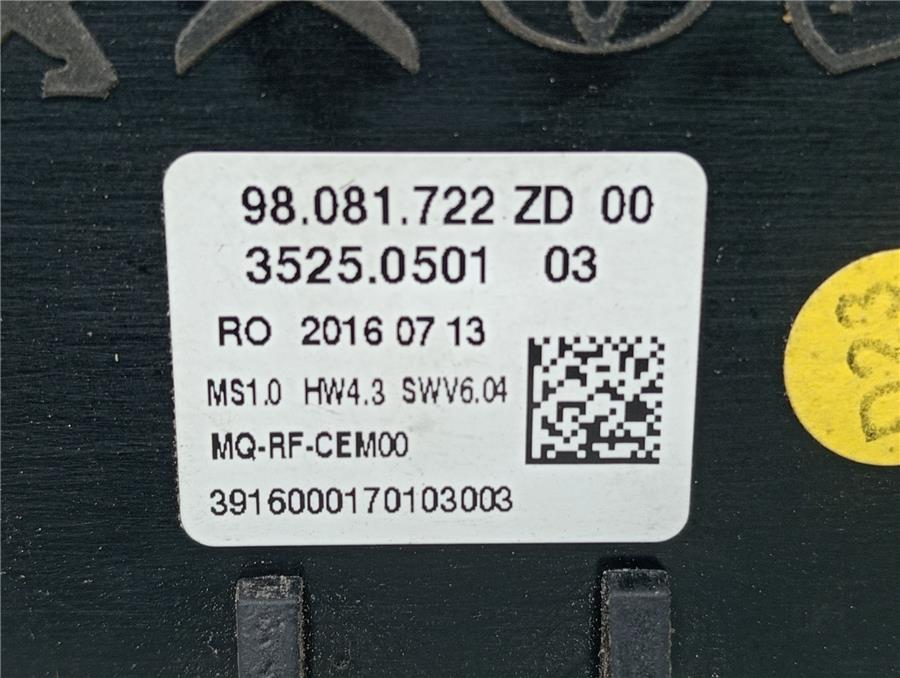 98.081.722 ZD 00
3525.0501 03
RO 2016 07 13
MS1.0 HW4.3 SWV6.04
MQ-RF-CEM00
3916000170103003
023